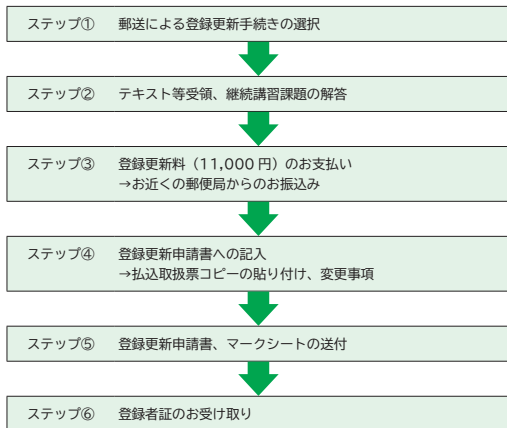 ステップ① 郵送による登録更新手続きの選択
ステップ② テキスト等受領、継続講習課題の解答
ステップ③ 登録更新料（11,000 円）のお支払い
→お近くの郵便局からのお振込み
ステップ④ 登録更新申請書への記入
→払込取扱票コピーの貼り付け、変更事項
ステップ⑤ 登録更新申請書、マークシートの送付
ステップ⑥ 登録者証のお受け取り